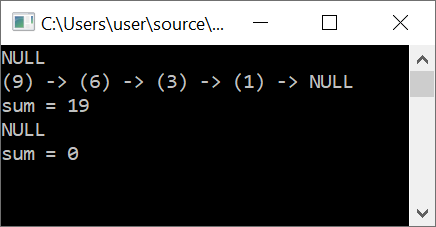 C:\Users\user\source\...
NULL
(9) -> (6) -> (3) -> (1) -> NULL
sum = 19
NULL
sum = 0